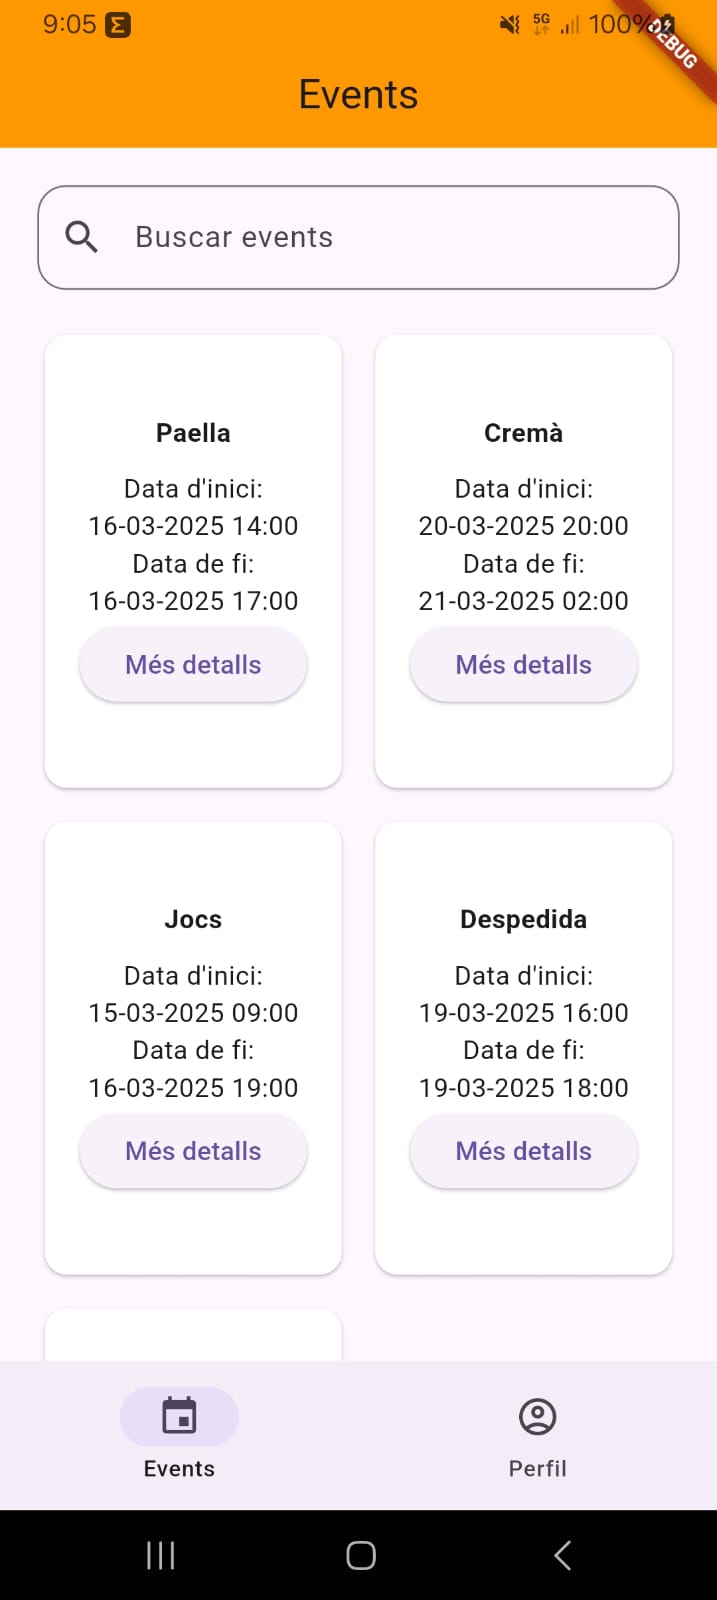 9:05
5G
100%
DEBUG
Events
Buscar events
Paella
Data d'inici:
16-03-2025 14:00
Data de fi:
16-03-2025 17:00
Més detalls
Cremà
Data d'inici:
20-03-2025 20:00
Data de fi:
21-03-2025 02:00
Més detalls
Jocs
Data d'inici:
15-03-2025 09:00
Data de fi:
16-03-2025 19:00
Més detalls
Despedida
Data d'inici:
19-03-2025 16:00
Data de fi:
19-03-2025 18:00
Més detalls
Events
Perfil